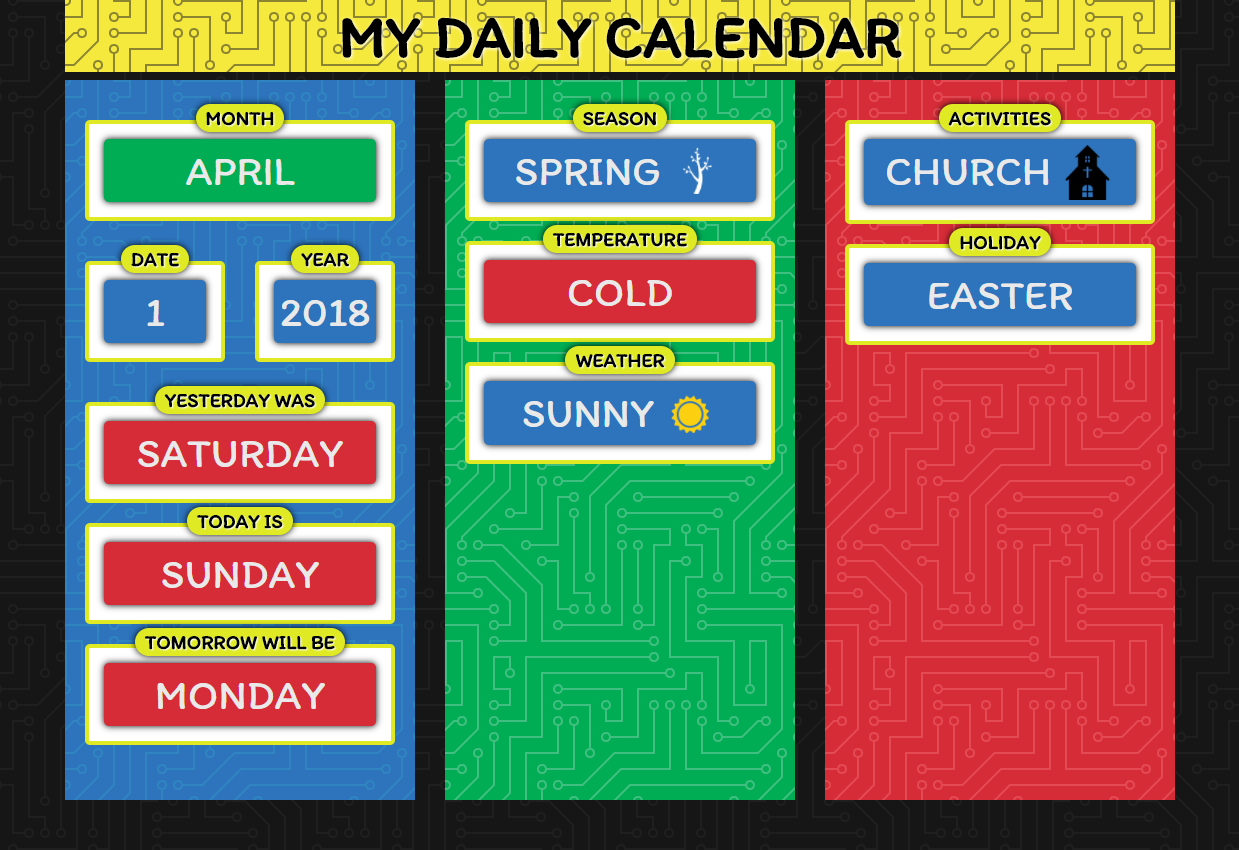 MY DAILY CALENDAR
MONTH
APRIL
DATE
1
YEAR
2018
YESTERDAY WAS
SATURDAY
TODAY IS
SUNDAY
TOMORROW WILL BE
MONDAY
SEASON
SPRING
TEMPERATURE
COLD
WEATHER
SUNNY
ACTIVITIES
CHURCH
HOLIDAY
EASTER